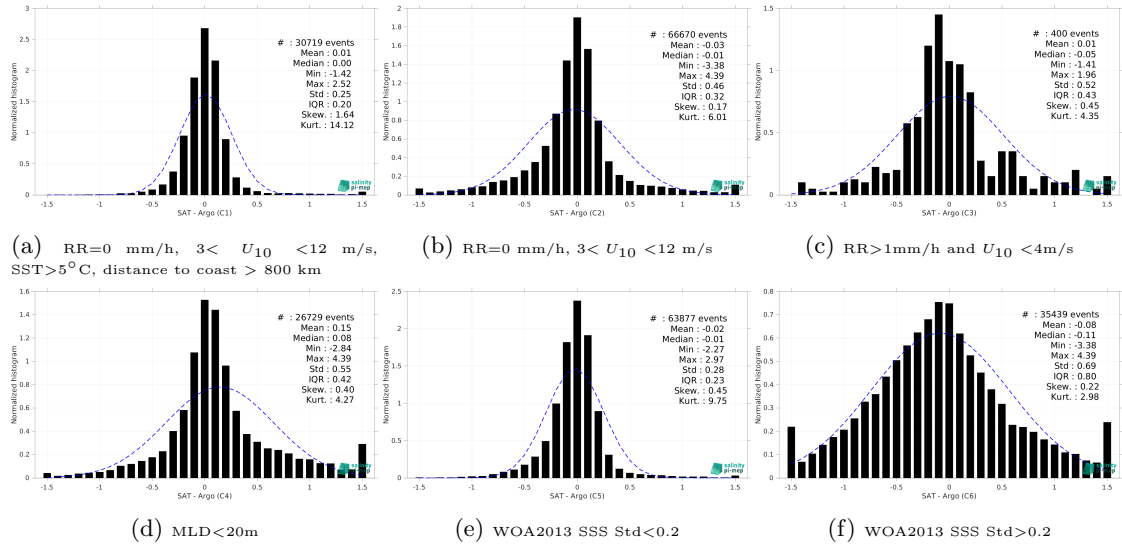 # : 30719 events
Mean : 0.01
Median : 0.00
Min : -1.42
Max : 2.52
Std : 0.25
IQR : 0.20
Skew. : 1.64
Kurt. : 14.12
Normalized histogram
3
2.5
2
1.5
1
0.5
0
-1.5 -1 -0.5 0 0.5 1 1.5
SAT - Argo (C1)
salinity
pi-mep
(a) RR=0 mm/h, 3< U10 <12 m/s,
SST>5°C, distance to coast > 800 km
# : 66670 events
Mean : -0.03
Median : -0.01
Min : -3.38
Max : 4.39
Std : 0.46
IQR : 0.32
Skew. : 0.17
Kurt. : 6.01
Normalized histogram
2
1.8
1.6
1.4
1.2
1
0.8
0.6
0.4
0.2
0
-1.5 -1 -0.5 0 0.5 1 1.5
SAT - Argo (C2)
salinity
pi-mep
(b) RR=0 mm/h, 3< U10 <12 m/s
# : 400 events
Mean : 0.01
Median : -0.05
Min : -1.41
Max : 1.96
Std : 0.52
IQR : 0.43
Skew. : 0.45
Kurt. : 4.35
Normalized histogram
1.5
1
0.5
0
-1.5 -1 -0.5 0 0.5 1 1.5
SAT - Argo (C3)
salinity
pi-mep
(c) RR>1mm/h and U10 <4m/s
# : 26729 events
Mean : 0.15
Median : 0.08
Min : -2.84
Max : 4.39
Std : 0.55
IQR : 0.42
Skew. : 0.40
Kurt. : 4.27
Normalized histogram
1.6
1.4
1.2
1
0.8
0.6
0.4
0.2
0
-1.5 -1 -0.5 0 0.5 1 1.5
SAT - Argo (C4)
salinity
pi-mep
(d) MLD<20m
# : 63877 events
Mean : -0.02
Median : -0.01
Min : -2.27
Max : 2.97
Std : 0.28
IQR : 0.23
Skew. : 0.45
Kurt. : 9.75
Normalized histogram
2.5
2
1.5
1
0.5
0
-1.5 -1 -0.5 0 0.5 1 1.5
SAT - Argo (C5)
salinity
pi-mep
(e) WOA2013 SSS Std<0.2
# : 35439 events
Mean : -0.08
Median : -0.11
Min : -3.38
Max : 4.39
Std : 0.69
IQR : 0.80
Skew. : 0.22
Kurt. : 2.98
Normalized histogram
0.8
0.7
0.6
0.5
0.4
0.3
0.2
0.1
0
-1.5 -1 -0.5 0 0.5 1 1.5
SAT - Argo (C6)
salinity
pi-mep
(f) WOA2013 SSS Std>0.2